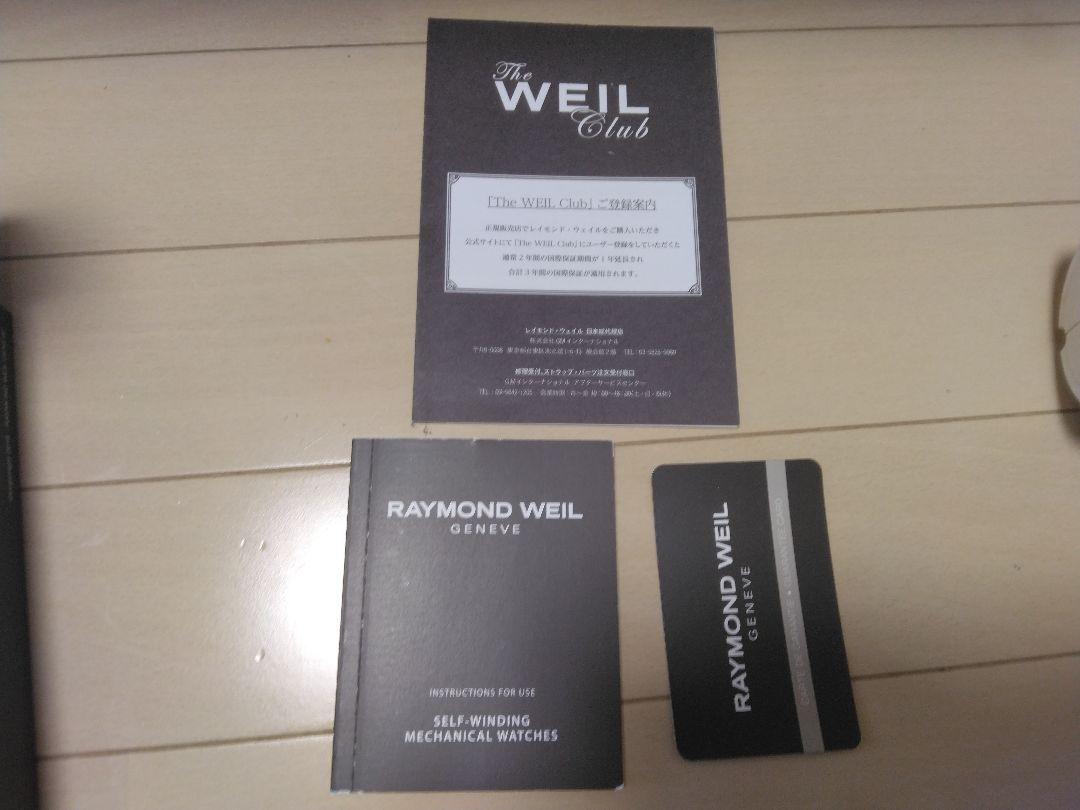 The
WEIL
Club
「The WEIL Club」ご登録案内
正規販売店でレイモンド・ウェイルをご購入いただき
公式サイトにて「The WEIL Club」にユーザー登録をしていただくと
通常2年間の国際保証期間が1年延長され
合計3年間の国際保証が適用されます。
レイモンド・ウェイル 日本総代理店
株式会社GMインターナショナル
修理受付、ストラップ・パーツ注文受付窓口
GMインターナショナル アフターサービスセンター
RAYMOND WEIL
GENEVE
INSTRUCTIONS FOR USE
SELF-WINDING
MECHANICAL WATCHES
RAYMOND WEIL
GENEVE
CARTE DE GARANTIE • GUARANTEE CARD